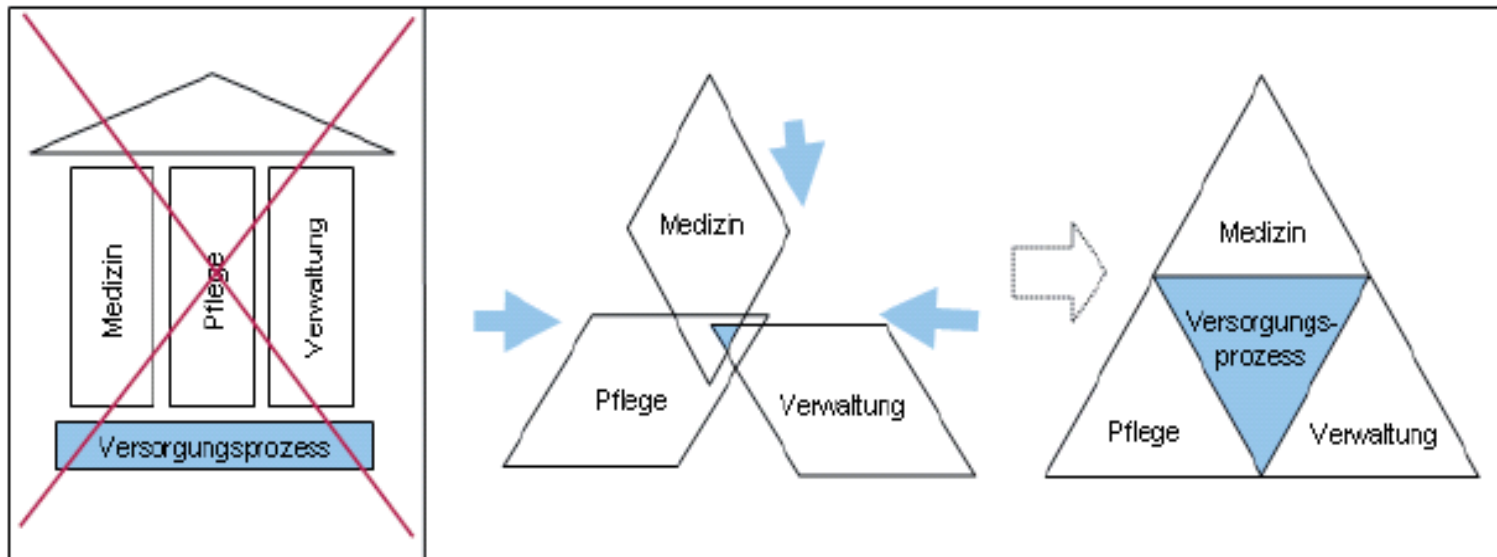 Medizin
Pflege
Verwaltung
Versorgungsprozess
Medizin
Pflege
Verwaltung
Medizin
Versorgungs-
prozess
Pflege
Verwaltung